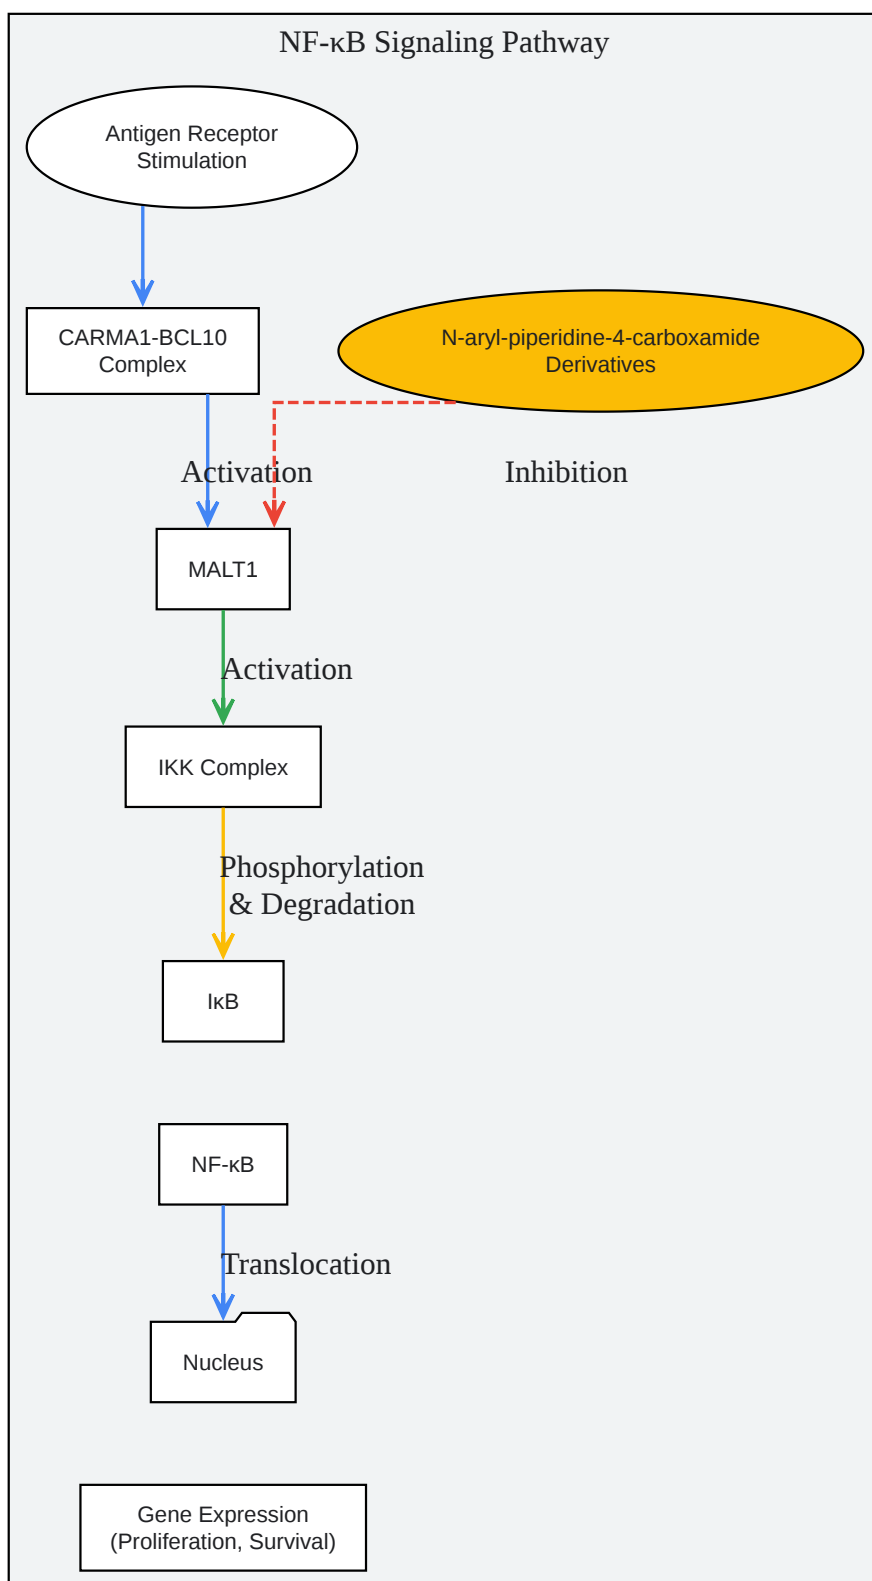 NF-κB Signaling Pathway
Antigen Receptor
Stimulation
CARMA1-BCL10
Complex
N-aryl-piperidine-4-carboxamide
Derivatives
Activation
Inhibition
MALT1
Activation
IKK Complex
Phosphorylation
& Degradation
IκB
NF-κB
Translocation
Nucleus
Gene Expression
(Proliferation, Survival)